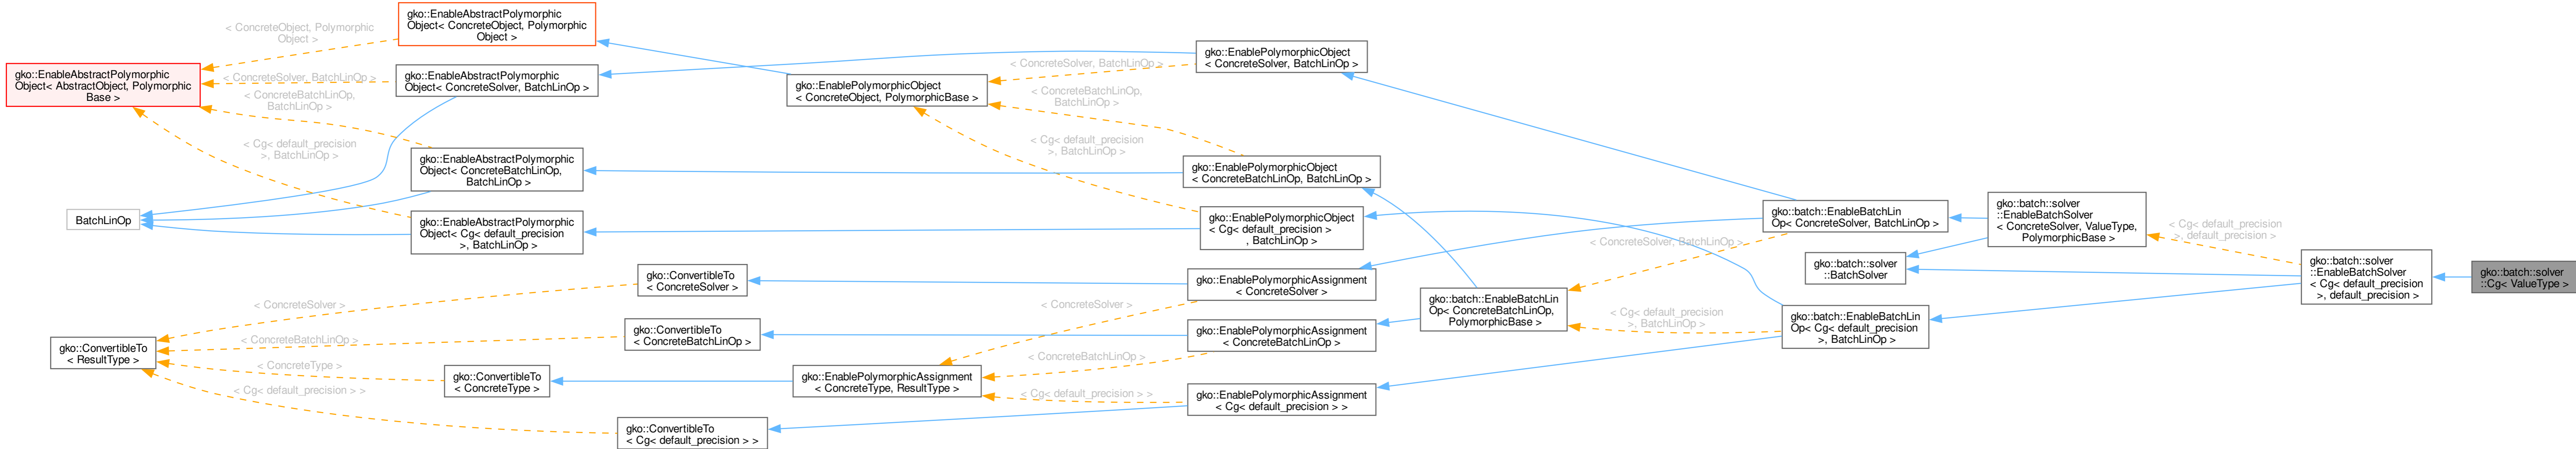 gko::EnableAbstractPolymorphic
Object< AbstractObject, Polymorphic
Base >
BatchLinOp
gko::ConvertibleTo
< ResultType >
< ConcreteObject, Polymorphic
Object >
< ConcreteSolver, BatchLinOp >
< ConcreteBatchLinOp,
BatchLinOp >
< Cg< default_precision
>, BatchLinOp >
< ConcreteSolver >
< ConcreteBatchLinOp >
< ConcreteType >
< Cg< default_precision > >
gko::EnableAbstractPolymorphic
Object< ConcreteObject, Polymorphic
Object >
gko::EnableAbstractPolymorphic
Object< ConcreteSolver, BatchLinOp >
gko::EnableAbstractPolymorphic
Object< ConcreteBatchLinOp,
BatchLinOp >
gko::EnableAbstractPolymorphic
Object< Cg< default_precision
>, BatchLinOp >
gko::ConvertibleTo
< ConcreteSolver >
gko::ConvertibleTo
< ConcreteBatchLinOp >
gko::ConvertibleTo
< ConcreteType >
gko::ConvertibleTo
< Cg< default_precision > >
gko::EnablePolymorphicObject
< ConcreteObject, PolymorphicBase >
gko::EnablePolymorphicAssignment
< ConcreteType, ResultType >
< ConcreteSolver, BatchLinOp >
< ConcreteBatchLinOp,
BatchLinOp >
< Cg< default_precision
>, BatchLinOp >
< ConcreteSolver >
< ConcreteBatchLinOp >
< Cg< default_precision > >
gko::EnablePolymorphicObject
< ConcreteSolver, BatchLinOp >
gko::EnablePolymorphicObject
< ConcreteBatchLinOp, BatchLinOp >
gko::EnablePolymorphicObject
< Cg< default_precision >
, BatchLinOp >
gko::EnablePolymorphicAssignment
< ConcreteSolver >
gko::EnablePolymorphicAssignment
< ConcreteBatchLinOp >
gko::EnablePolymorphicAssignment
< Cg< default_precision > >
gko::batch::EnableBatchLin
Op< ConcreteBatchLinOp,
PolymorphicBase >
< ConcreteSolver, BatchLinOp >
< Cg< default_precision
>, BatchLinOp >
gko::batch::EnableBatchLin
Op< ConcreteSolver, BatchLinOp >
gko::batch::solver
::BatchSolver
gko::batch::EnableBatchLin
Op< Cg< default_precision
>, BatchLinOp >
gko::batch::solver
::EnableBatchSolver
< ConcreteSolver, ValueType,
PolymorphicBase >
< Cg< default_precision
>, default_precision >
gko::batch::solver
::EnableBatchSolver
< Cg< default_precision
>, default_precision >
gko::batch::solver
::Cg< ValueType >